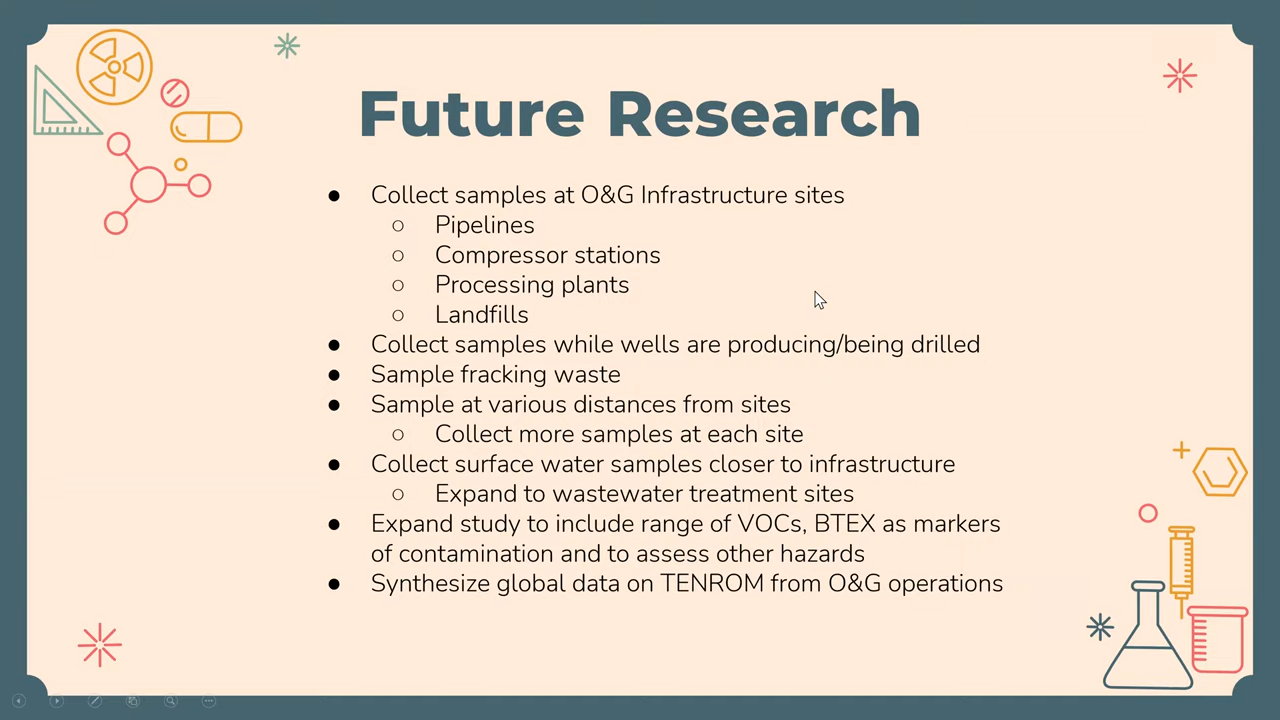 Future Research
● Collect samples at O&G Infrastructure sites
○ Pipelines
○ Compressor stations
○ Processing plants
○ Landfills
● Collect samples while wells are producing/being drilled
● Sample fracking waste
● Sample at various distances from sites
○ Collect more samples at each site
● Collect surface water samples closer to infrastructure
○ Expand to wastewater treatment sites
● Expand study to include range of VOCs, BTEX as markers
of contamination and to assess other hazards
● Synthesize global data on TENROM from O&G operations